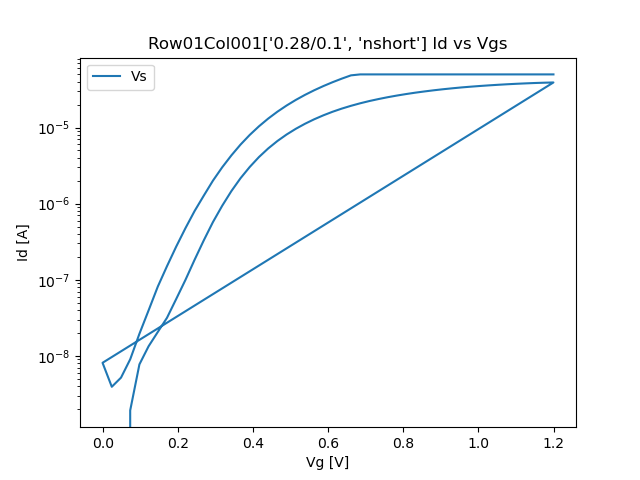 Row01Col001['0.28/0.1', 'nshort'] Id vs Vgs
Vs
Id [A]
10⁻⁵
10⁻⁶
10⁻⁷
10⁻⁸
0.0 0.2 0.4 0.6 0.8 1.0 1.2
Vg [V]